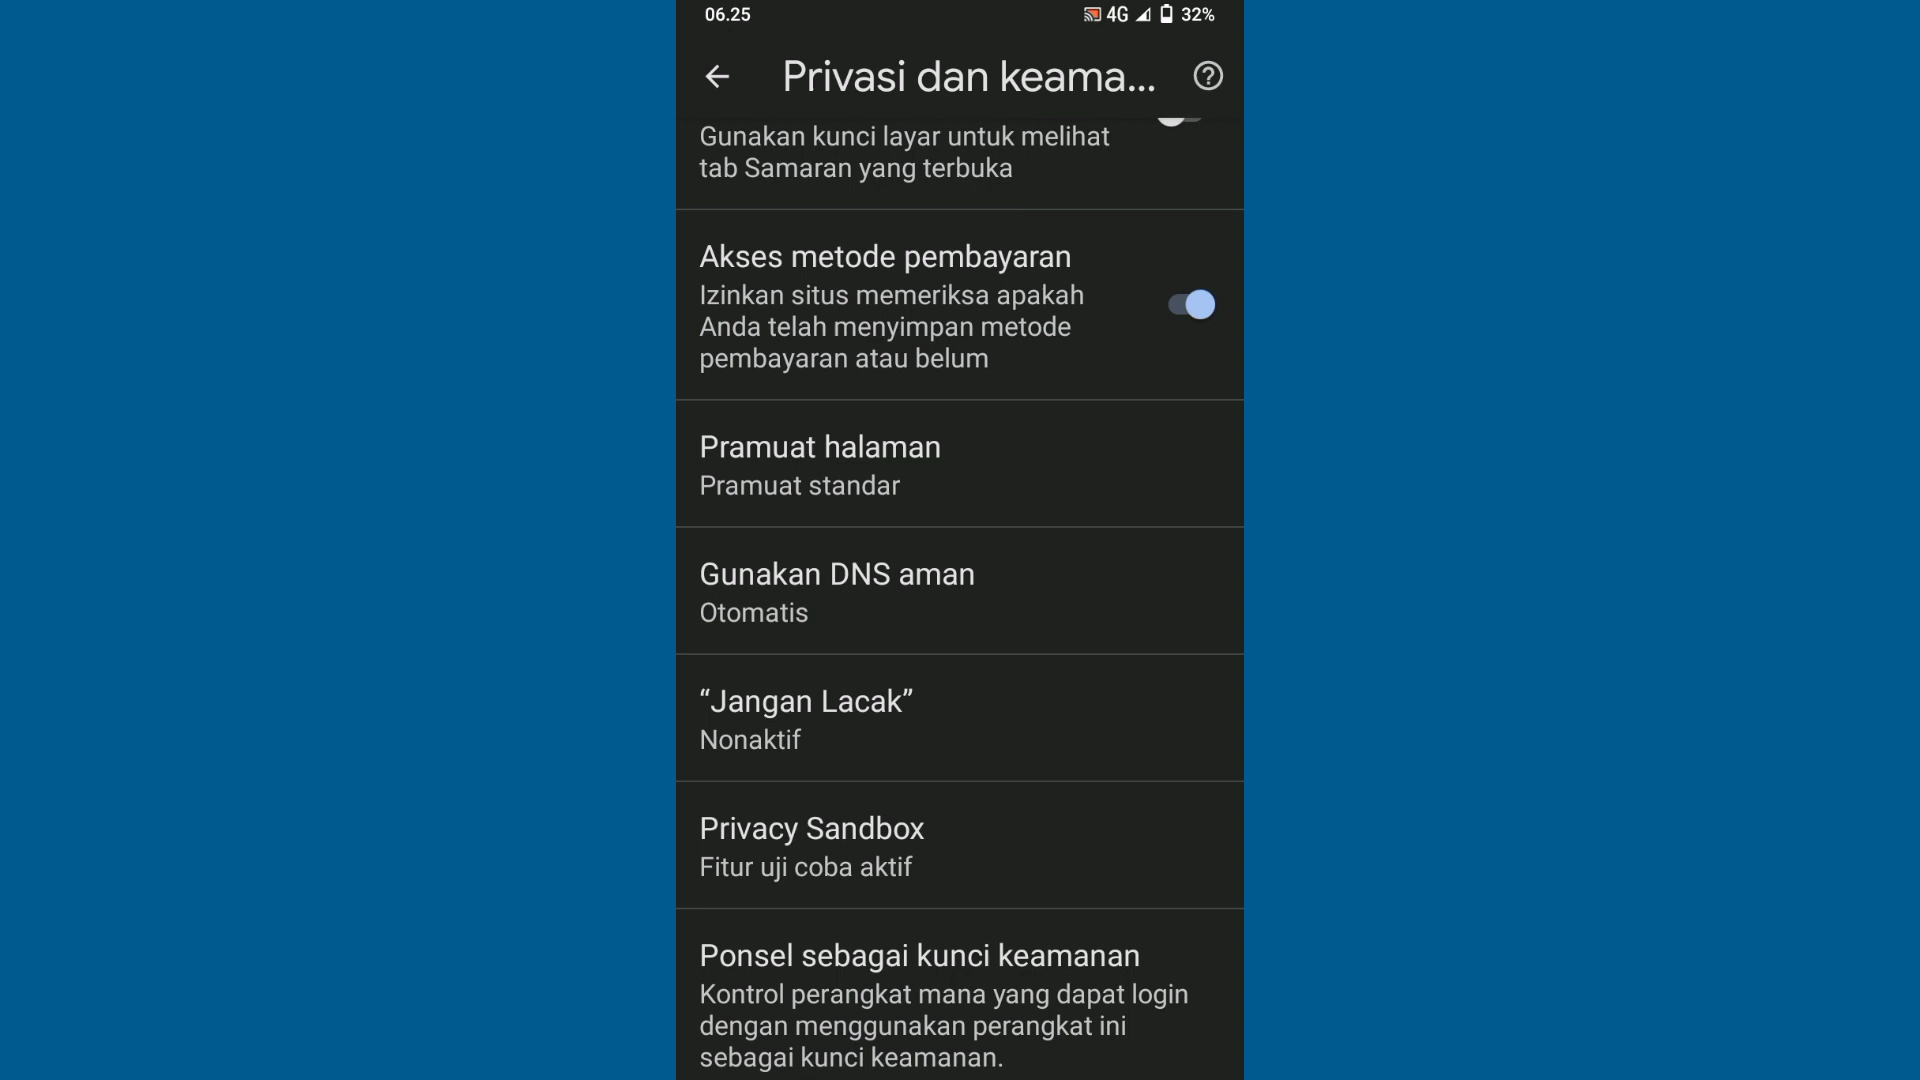 06.25
4G
32%
Privasi dan keama...
Gunakan kunci layar untuk melihat
tab Samaran yang terbuka
Akses metode pembayaran
Izinkan situs memeriksa apakah
Anda telah menyimpan metode
pembayaran atau belum
Pramuat halaman
Pramuat standar
Gunakan DNS aman
Otomatis
“Jangan Lacak”
Nonaktif
Privacy Sandbox
Fitur uji coba aktif
Ponsel sebagai kunci keamanan
Kontrol perangkat mana yang dapat login
dengan menggunakan perangkat ini
sebagai kunci keamanan.